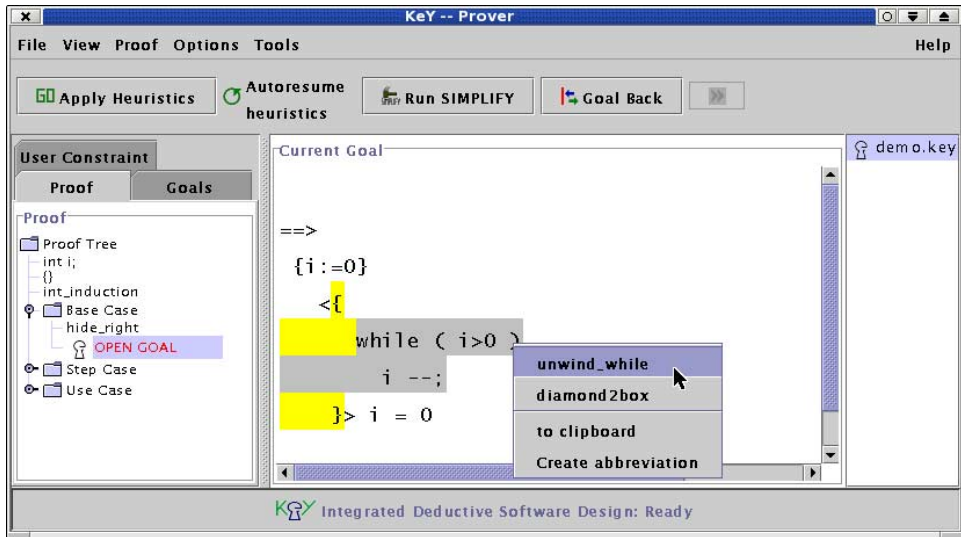 KeY -- Prover
File View Proof Options Tools Help
GO Apply Heuristics
Autoresume
heuristics
Run SIMPLIFY
Goal Back
User Constraint
Proof Goals
Proof
Proof Tree
int i;
{}
int_induction
Base Case
hide_right
OPEN GOAL
Step Case
Use Case
Current Goal
==>
{i:=0}
<{
while ( i>0 )
i --;
}> i = 0
unwind_while
diamond2box
to clipboard
Create abbreviation
demo.key
KeY Integrated Deductive Software Design: Ready